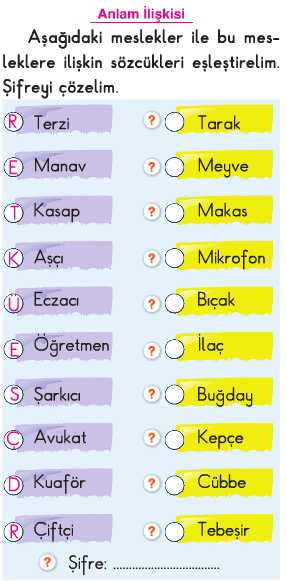 Anlam İlişkisi
Aşağıdaki meslekler ile bu mes-
leklere ilişkin sözcükleri eşleştirelim.
Şifreyi çözelim.
R Terzi ? Tarak
E Manav ? Meyve
T Kasap ? Makas
K Aşçı ? Mikrofon
Ü Eczacı ? Bıçak
E Öğretmen ? İlaç
S Şarkıcı ? Buğday
Ç Avukat ? Kepçe
D Kuaför ? Cübbe
R Çiftçi ? Tebeşir
? Şifre: ..................................